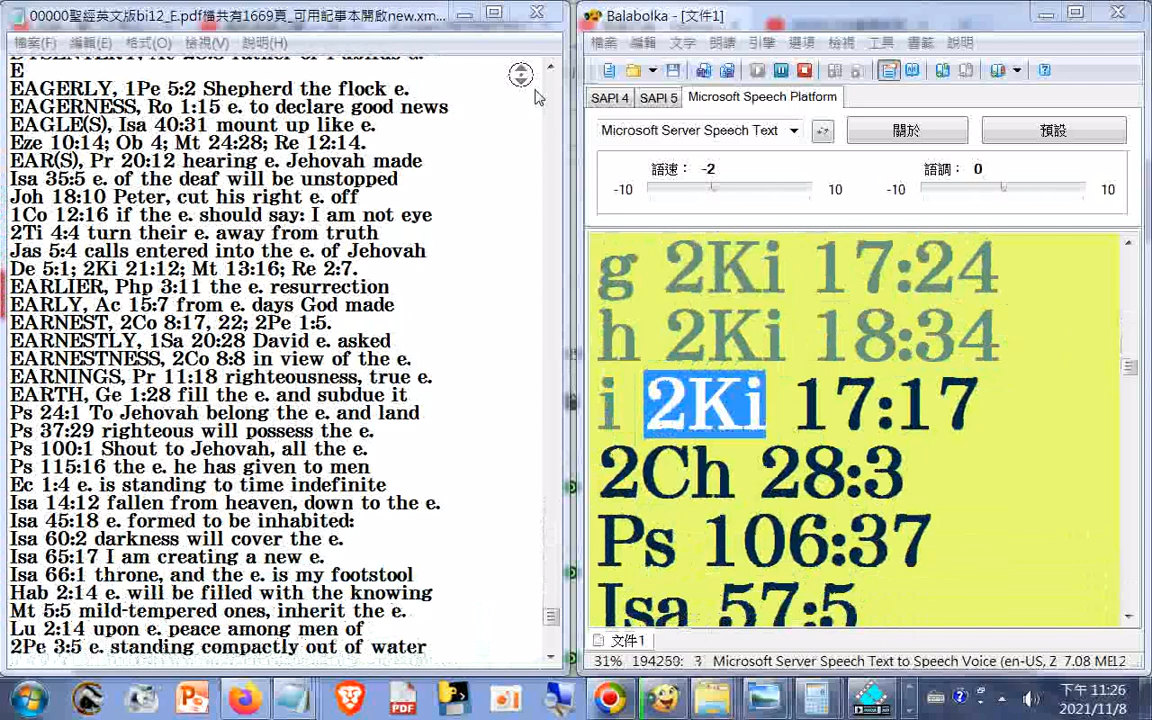 00000聖經英文版bi12_E.pdf檔共有1669頁_可用記事本開啟new.xm...
檔案(F) 編輯(E) 格式(O) 檢視(V) 說明(H)
E
EAGERLY, 1Pe 5:2 Shepherd the flock e.
EAGERNESS, Ro 1:15 e. to declare good news
EAGLE(S), Isa 40:31 mount up like e.
Eze 10:14; Ob 4; Mt 24:28; Re 12:14.
EAR(S), Pr 20:12 hearing e. Jehovah made
Isa 35:5 e. of the deaf will be unstopped
Joh 18:10 Peter, cut his right e. off
1Co 12:16 if the e. should say: I am not eye
2Ti 4:4 turn their e. away from truth
Jas 5:4 calls entered into the e. of Jehovah
De 5:1; 2Ki 21:12; Mt 13:16; Re 2:7.
EARLIER, Php 3:11 the e. resurrection
EARLY, Ac 15:7 from e. days God made
EARNEST, 2Co 8:17, 22; 2Pe 1:5.
EARNESTLY, 1Sa 20:28 David e. asked
EARNESTNESS, 2Co 8:8 in view of the e.
EARNINGS, Pr 11:18 righteousness, true e.
EARTH, Ge 1:28 fill the e. and subdue it
Ps 24:1 To Jehovah belong the e. and land
Ps 37:29 righteous will possess the e.
Ps 100:1 Shout to Jehovah, all the e.
Ps 115:16 the e. he has given to men
Ec 1:4 e. is standing to time indefinite
Isa 14:12 fallen from heaven, down to the e.
Isa 45:18 e. formed to be inhabited:
Isa 60:2 darkness will cover the e.
Isa 65:17 I am creating a new e.
Isa 66:1 throne, and the e. is my footstool
Hab 2:14 e. will be filled with the knowing
Mt 5:5 mild-tempered ones, inherit the e.
Lu 2:14 upon e. peace among men of
2Pe 3:5 e. standing compactly out of water
Balabolka - [文件1]
檔案 編輯 文字 朗讀 引擎 選項 檢視 工具 書籤 說明
SAPI 4 SAPI 5 Microsoft Speech Platform
Microsoft Server Speech Text 關於 預設
語速: -2 語調: 0
-10 10 -10 10
g 2Ki 17:24
h 2Ki 18:34
i 2Ki 17:17
2Ch 28:3
Ps 106:37
Isa 57:5
文件1
31% 194250: 3 Microsoft Server Speech Text to Speech Voice (en-US, Z 7.08 ME12
下午 11:26
2021/11/8